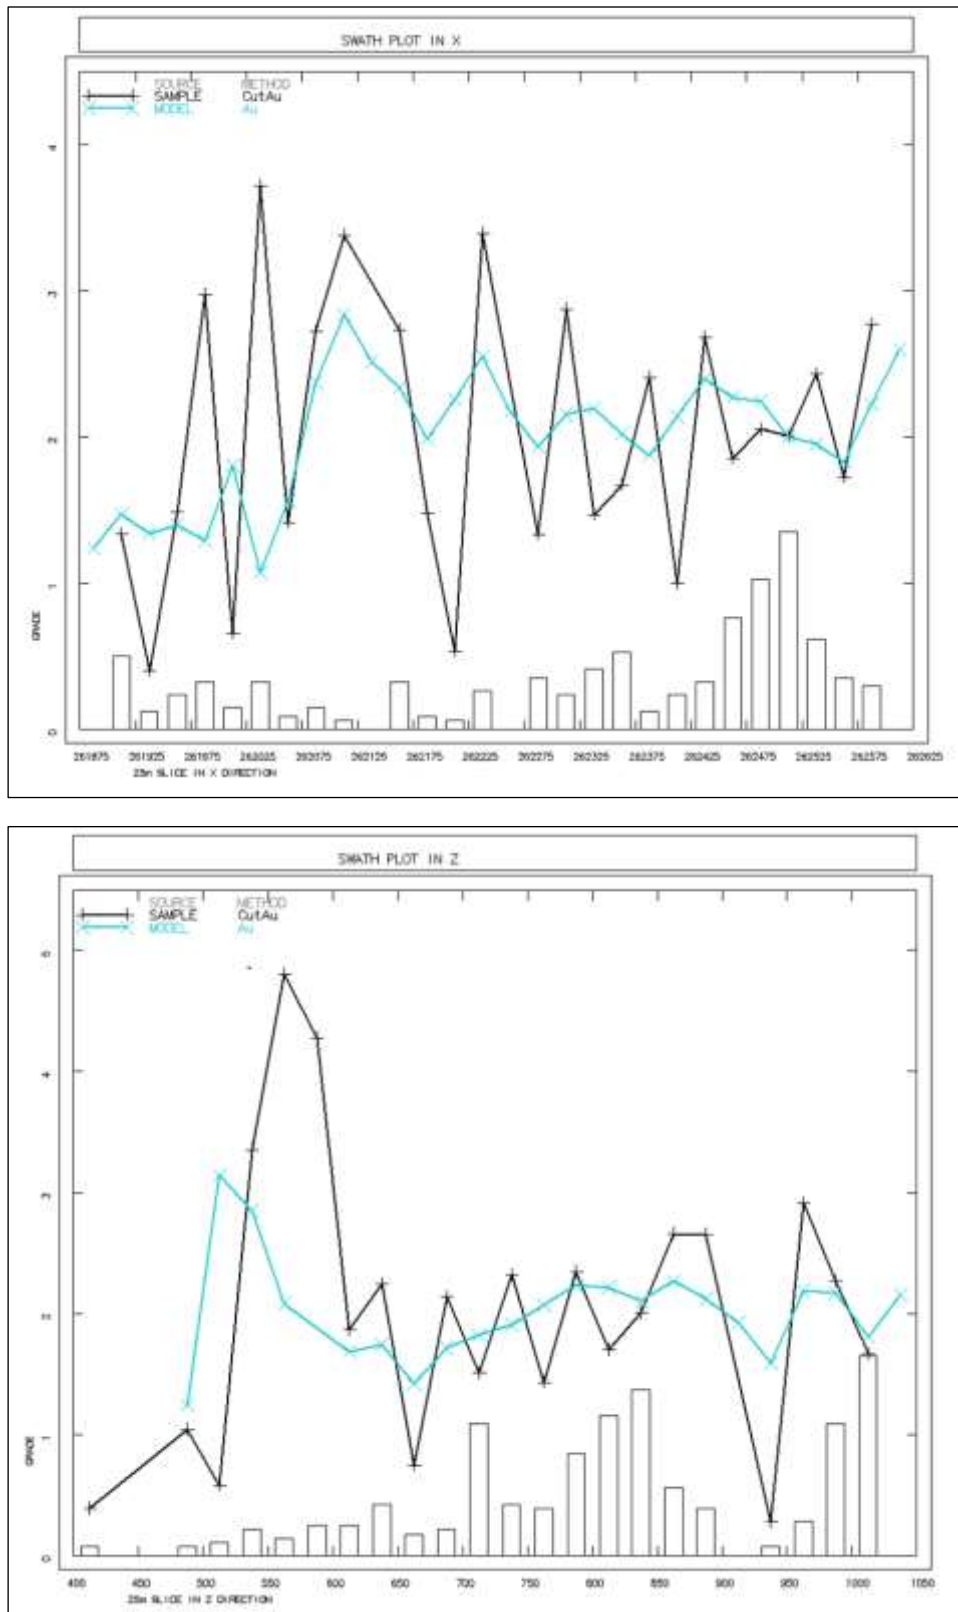 SWATH PLOT IN X
SOURCE METHOD
SAMPLE CutAu
MODEL Au
4
3
2
1
0
GRADE
261875 261925 261975 262025 262075 262125 262175 262225 262275 262325 262375 262425 262475 262525 262575 262625
25m SLICE IN X DIRECTION
SWATH PLOT IN Z
SOURCE METHOD
SAMPLE CutAu
MODEL Au
5
4
3
2
1
0
GRADE
400 450 500 550 600 650 700 750 800 850 900 950 1000 1050
25m SLICE IN Z DIRECTION